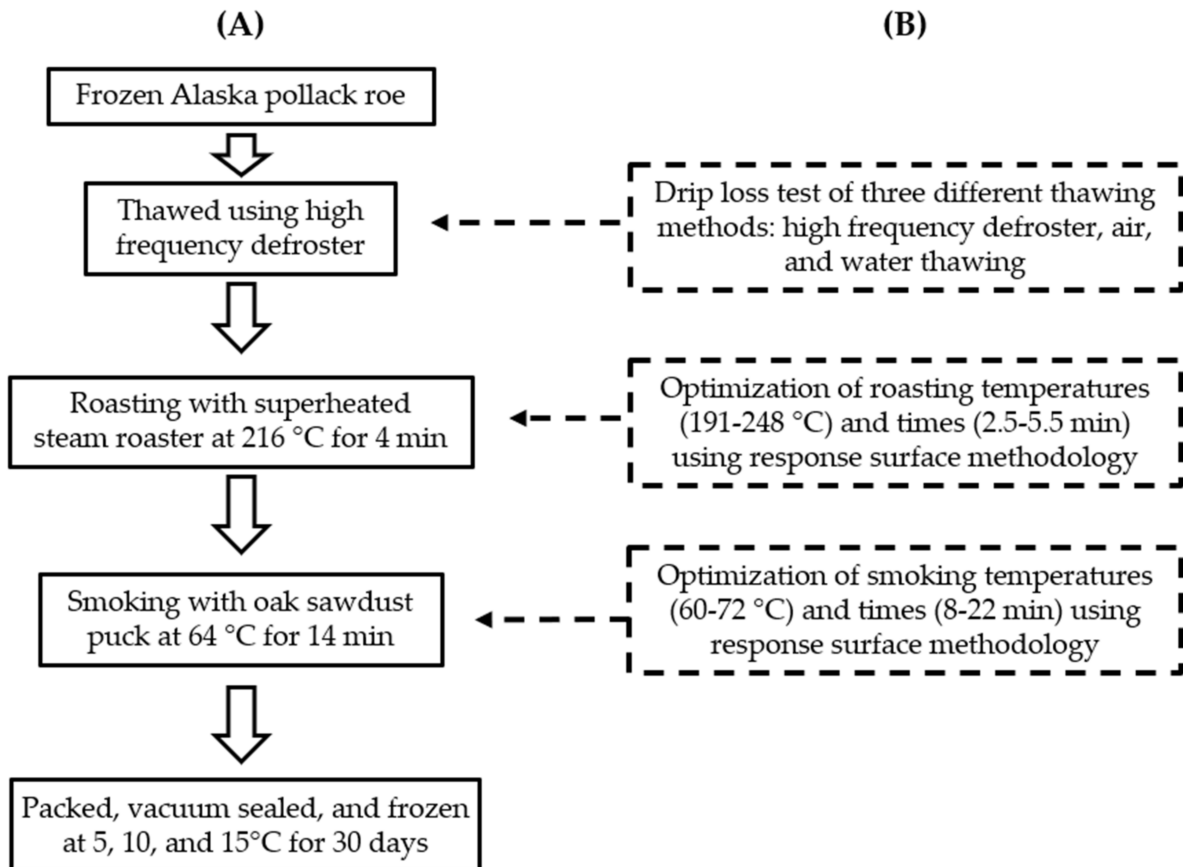 (A)
Frozen Alaska pollack roe
Thawed using high
frequency defroster
Roasting with superheated
steam roaster at 216 °C for 4 min
Smoking with oak sawdust
puck at 64 °C for 14 min
Packed, vacuum sealed, and frozen
at 5, 10, and 15°C for 30 days
(B)
Drip loss test of three different thawing
methods: high frequency defroster, air,
and water thawing
Optimization of roasting temperatures
(191-248 °C) and times (2.5-5.5 min)
using response surface methodology
Optimization of smoking temperatures
(60-72 °C) and times (8-22 min) using
response surface methodology